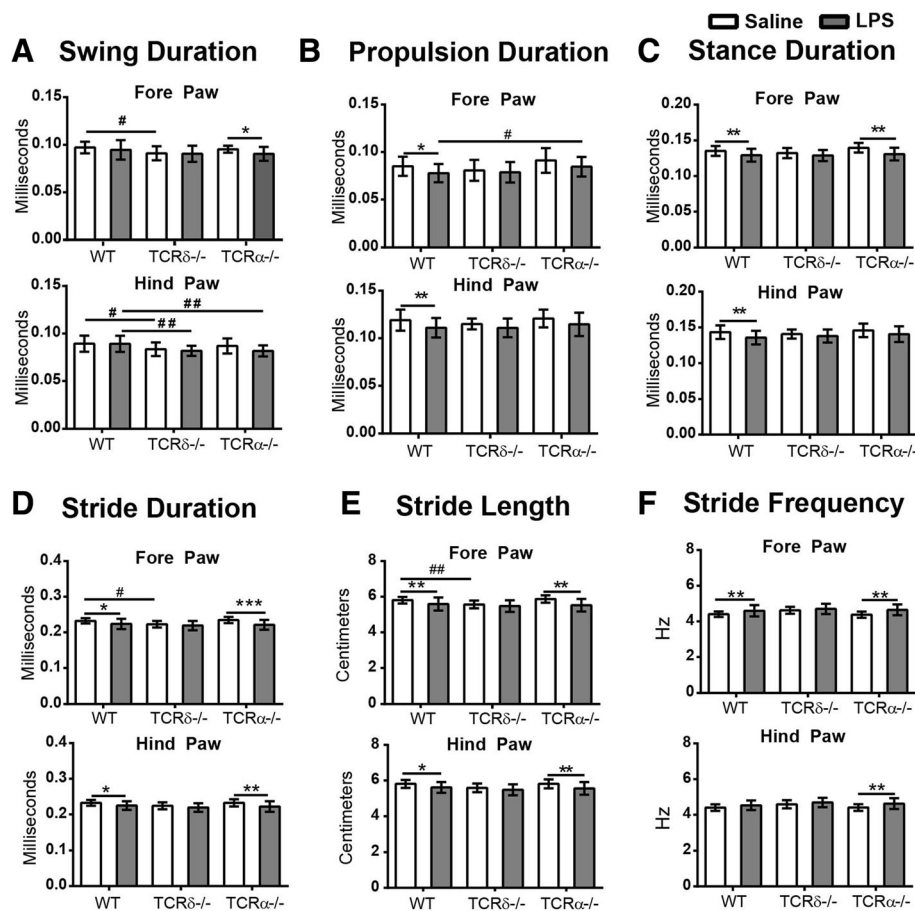 Saline LPS
A Swing Duration
Fore Paw
Milliseconds
0.15
0.10
0.05
0.00
#
*
WT TCRδ-/- TCRα-/-
Hind Paw
Milliseconds
0.15
0.10
0.05
0.00
#
##
##
WT TCRδ-/- TCRα-/-
B Propulsion Duration
Fore Paw
Milliseconds
0.15
0.10
0.05
0.00
*
#
WT TCRδ-/- TCRα-/-
Hind Paw
Milliseconds
0.15
0.10
0.05
0.00
**
WT TCRδ-/- TCRα-/-
C Stance Duration
Fore Paw
Milliseconds
0.20
0.15
0.10
0.05
0.00
**
**
WT TCRδ-/- TCRα-/-
Hind Paw
Milliseconds
0.20
0.15
0.10
0.05
0.00
**
WT TCRδ-/- TCRα-/-
D Stride Duration
Fore Paw
Milliseconds
0.4
0.3
0.2
0.1
0.0
#
*
***
WT TCRδ-/- TCRα-/-
Hind Paw
Milliseconds
0.4
0.3
0.2
0.1
0.0
*
**
WT TCRδ-/- TCRα-/-
E Stride Length
Fore Paw
Centimeters
8
6
4
2
0
##
**
**
WT TCRδ-/- TCRα-/-
Hind Paw
Centimeters
8
6
4
2
0
*
**
WT TCRδ-/- TCRα-/-
F Stride Frequency
Fore Paw
Hz
6
4
2
0
**
**
WT TCRδ-/- TCRα-/-
Hind Paw
Hz
6
4
2
0
**
WT TCRδ-/- TCRα-/-